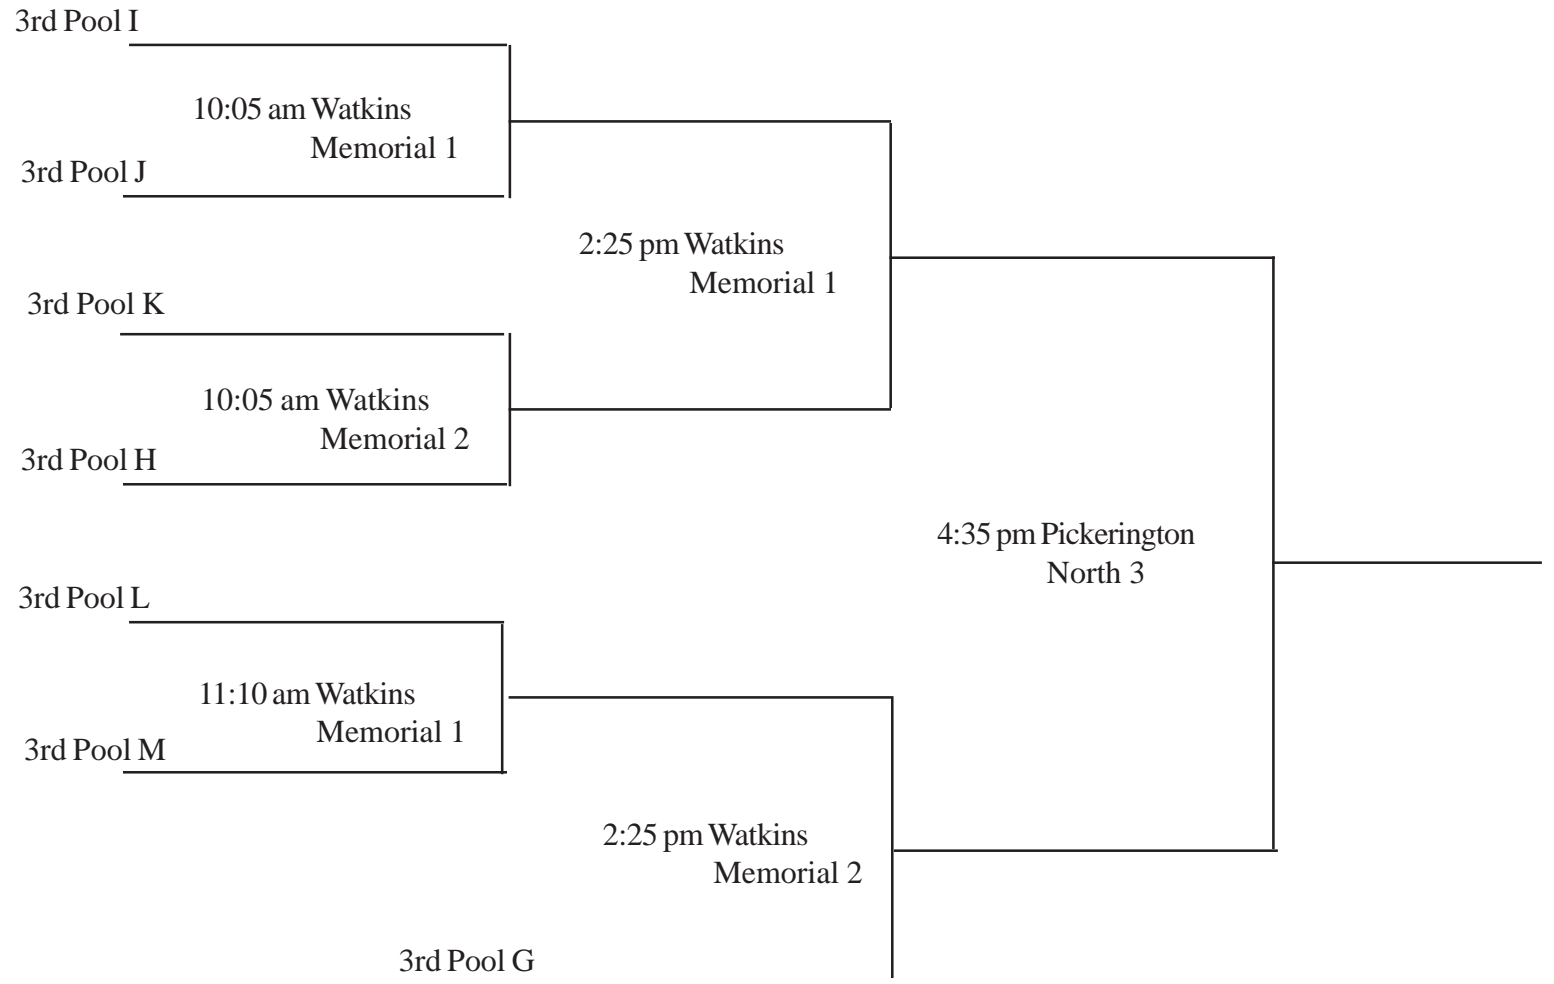 3rd Pool I
10:05 am Watkins
Memorial 1
3rd Pool J
2:25 pm Watkins
Memorial 1
3rd Pool K
10:05 am Watkins
Memorial 2
3rd Pool H
4:35 pm Pickerington
North 3
3rd Pool L
11:10 am Watkins
Memorial 1
3rd Pool M
2:25 pm Watkins
Memorial 2
3rd Pool G